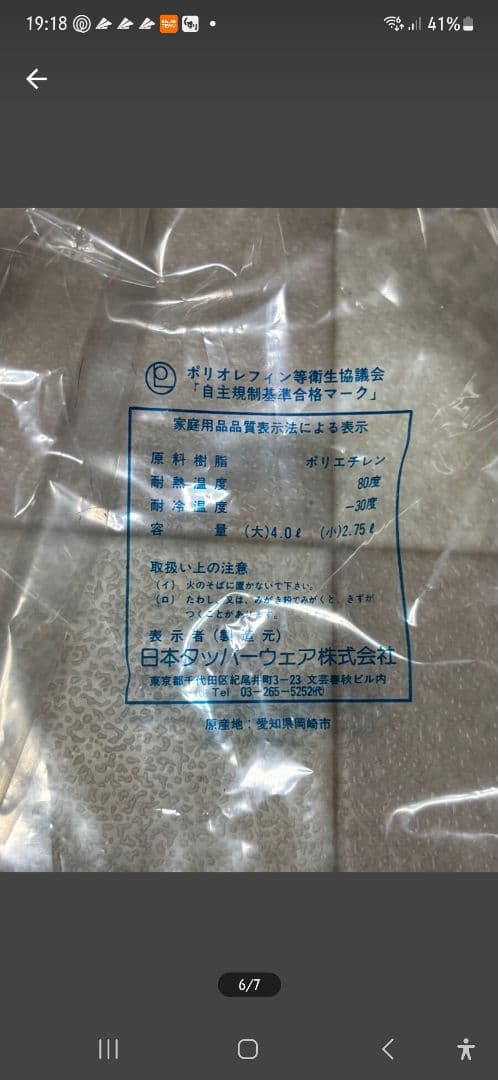 19:18
41%
ポリオレフィン等衛生協議会
「自主規制基準合格マーク」
家庭用品品質表示法による表示
原料樹脂 ポリエチレン
耐熱温度 80度
耐冷温度 −30度
容量 (大)4.0ℓ (小)2.75ℓ
取扱い上の注意
(イ) 火のそばに置かないで下さい。
(ロ) たわし、又は、みがき粉でみがくと、きずが
つくことがあります。
表示者(製造元)
日本タッパーウェア株式会社
東京都千代田区紀尾井町3−23 文芸春秋ビル内
Tel 03−265−5252㈹
原産地:愛知県岡崎市
6/7